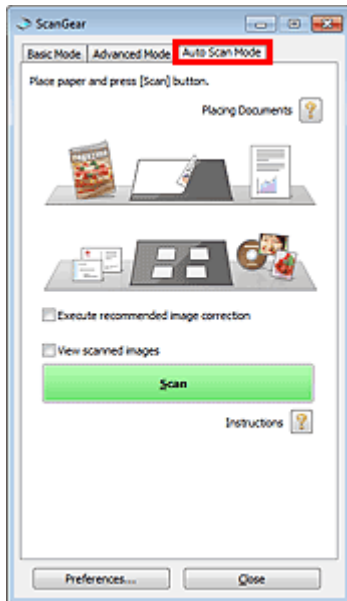 ScanGear
Basic Mode Advanced Mode Auto Scan Mode
Place paper and press [Scan] button.
Placing Documents ?
Execute recommended image correction
View scanned images
Scan
Instructions ?
Preferences... Close